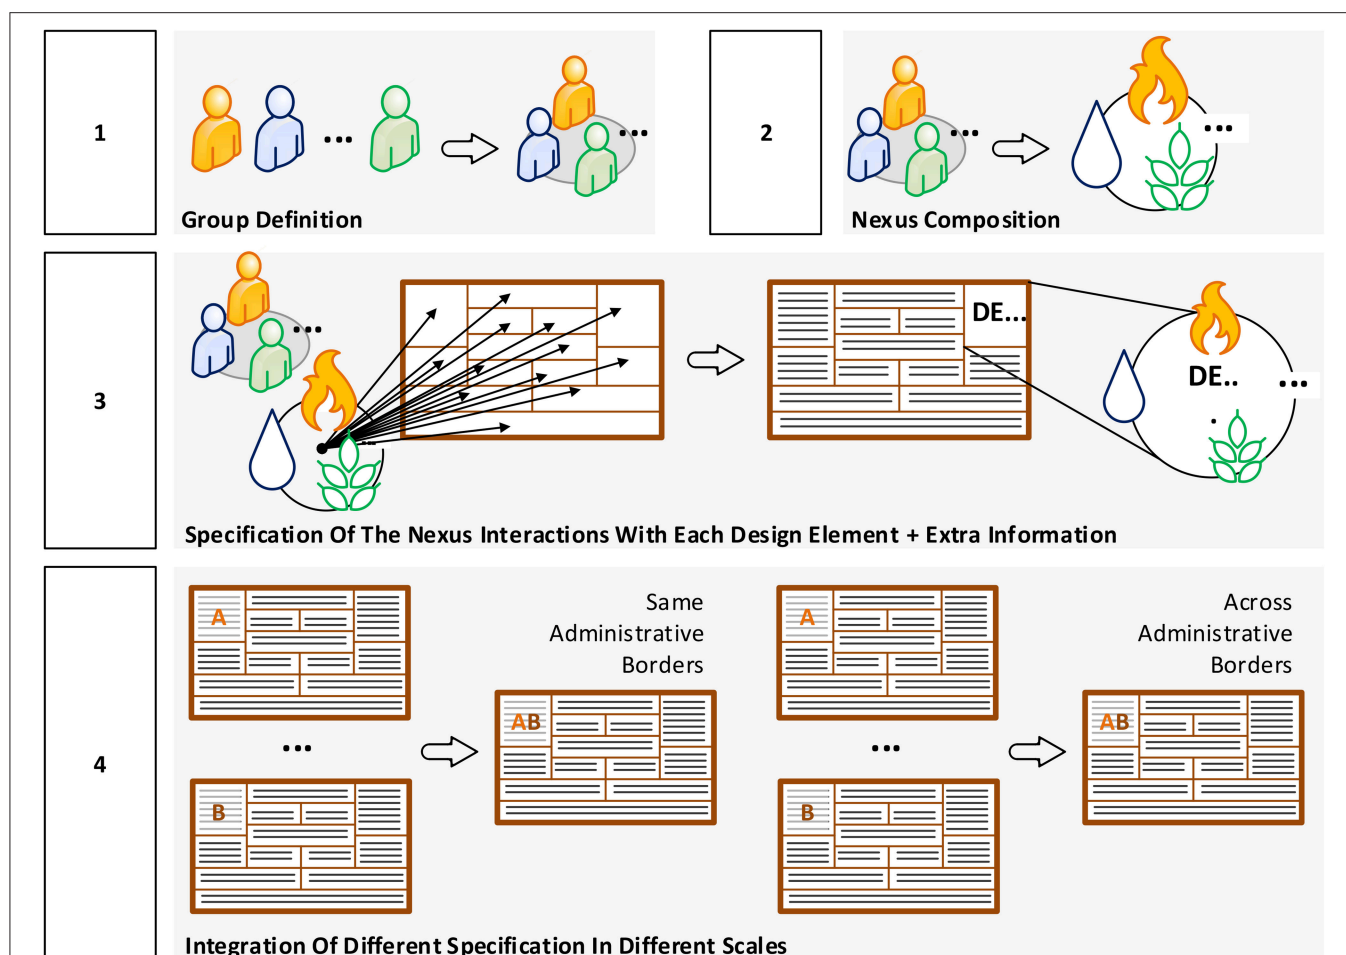 1
...
...
Group Definition
2
...
...
Nexus Composition
3
...
...
DE...
DE..
.
...
Specification Of The Nexus Interactions With Each Design Element + Extra Information
4
A
Same
Administrative
Borders
AB
...
B
A
Across
Administrative
Borders
AB
...
B
Integration Of Different Specification In Different Scales